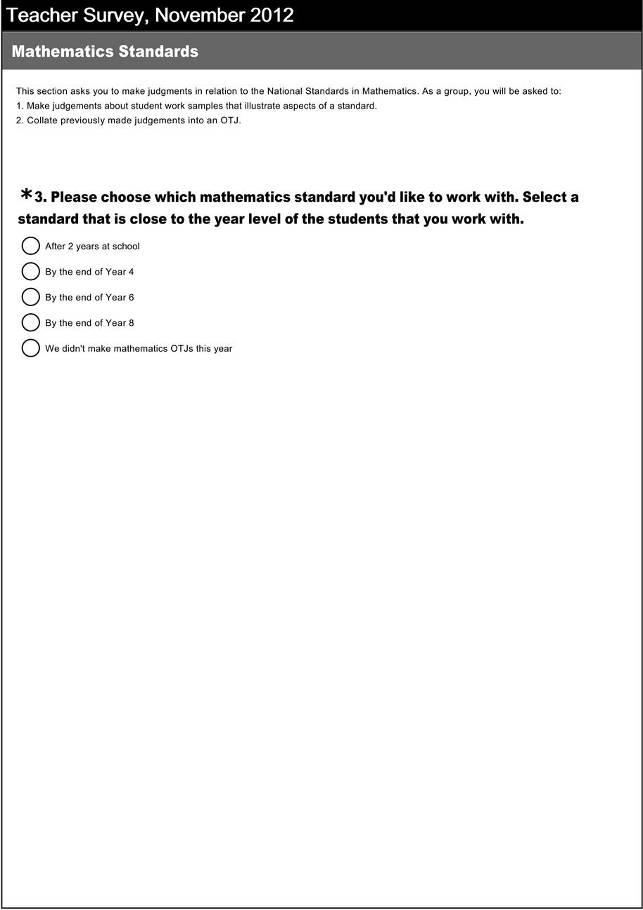 Teacher Survey, November 2012
Mathematics Standards
This section asks you to make judgments in relation to the National Standards in Mathematics. As a group, you will be asked to:
1. Make judgements about student work samples that illustrate aspects of a standard.
2. Collate previously made judgements into an OTJ.
*3. Please choose which mathematics standard you'd like to work with. Select a
standard that is close to the year level of the students that you work with.
After 2 years at school
By the end of Year 4
By the end of Year 6
By the end of Year 8
We didn't make mathematics OTJs this year